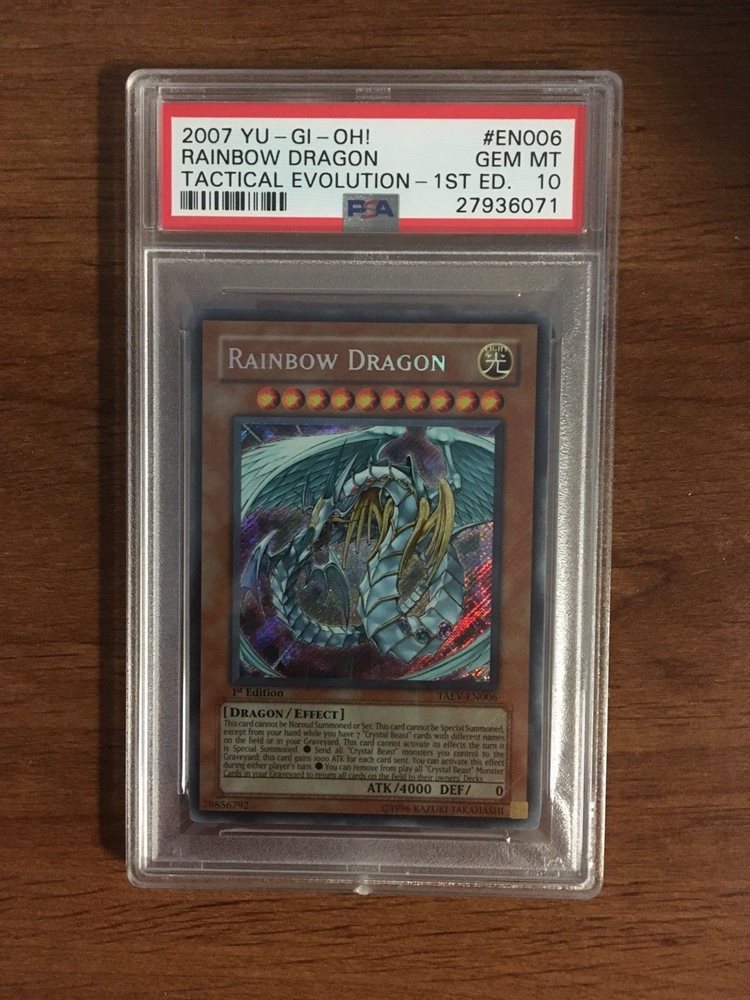 2007 YU-GI-OH! #EN006
RAINBOW DRAGON GEM MT
TACTICAL EVOLUTION-1ST ED. 10
PSA 27936071
RAINBOW DRAGON
LIGHT
光
1st Edition TAEV-EN006
[DRAGON/EFFECT]
This card cannot be Normal Summoned or Set. This card cannot be Special Summoned,
except from your hand while you have 7 "Crystal Beast" cards with different names
on the field or in your Graveyard. This card cannot activate its effects the turn it
is Special Summoned. ●Send all "Crystal Beast" monsters you control to the
Graveyard; this card gains 1000 ATK for each card sent. You can activate this effect
during either player's turn. ●You can remove from play all "Crystal Beast" Monster
Cards in your Graveyard to return all cards on the field to their owners' Decks.
ATK/4000 DEF/ 0
79856792 ©1996 KAZUKI TAKAHASHI